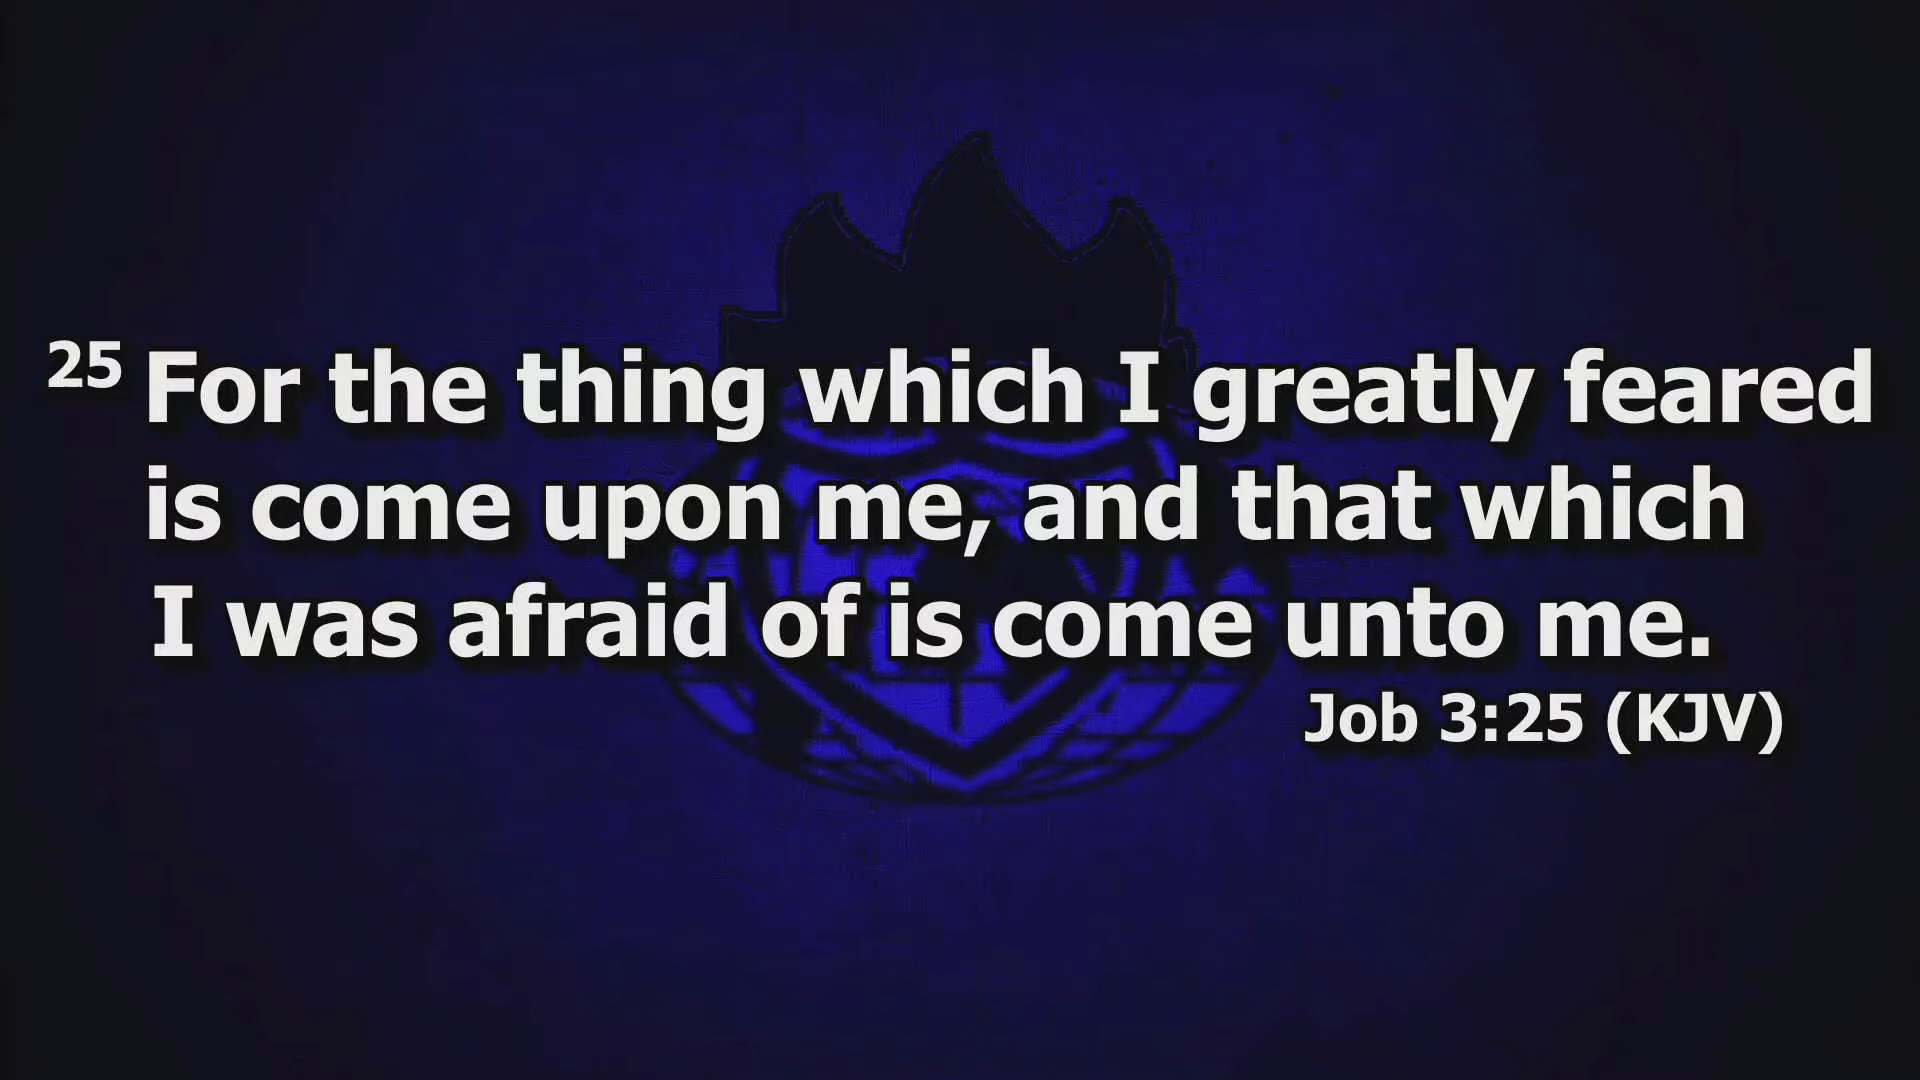 25 For the thing which I greatly feared
is come upon me, and that which
I was afraid of is come unto me.
Job 3:25 (KJV)